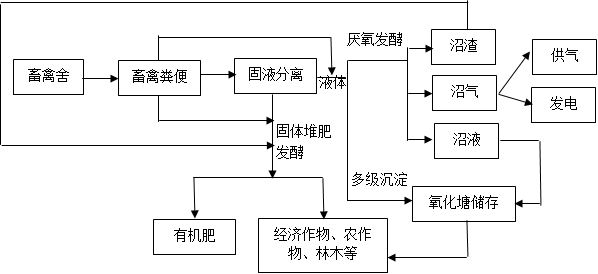 厌氧发酵
沼渣
供气
畜禽舍
畜禽粪便
固液分离
液体
沼气
发电
固体堆肥
发酵
沼液
多级沉淀
氧化塘储存
有机肥
经济作物、农作
物、林木等